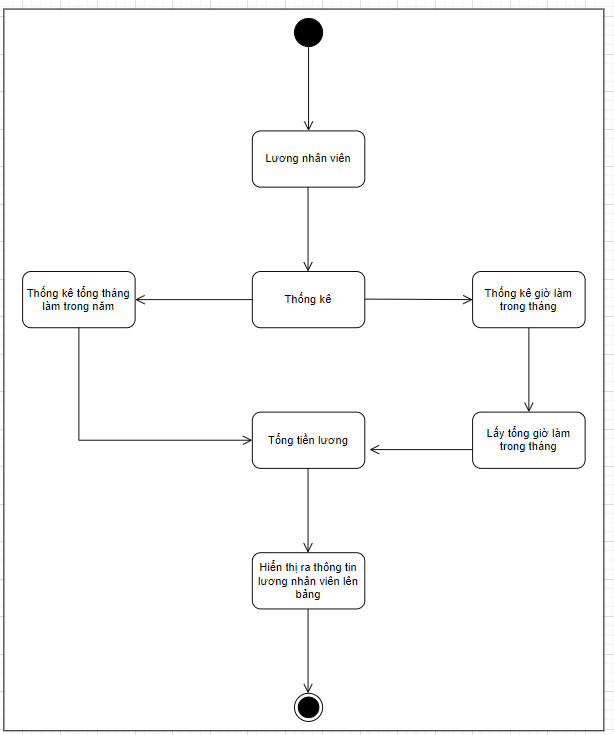 Lương nhân viên
Thống kê tổng tháng
làm trong năm
Thống kê
Thống kê giờ làm
trong tháng
Tổng tiền lương
Lấy tổng giờ làm
trong tháng
Hiển thị ra thông tin
lương nhân viên lên
bảng